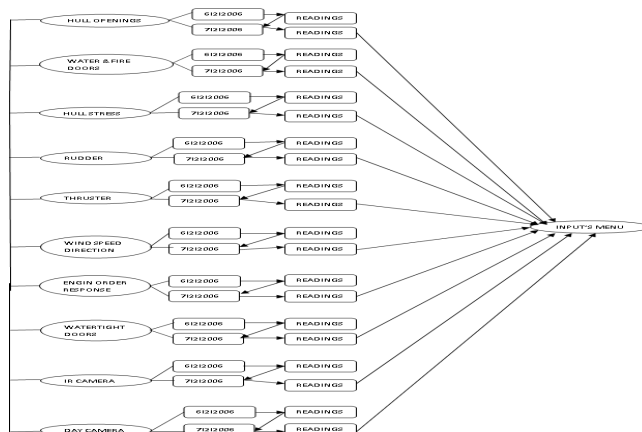 HULL OPENINGS
61212006
READINGS
71212006
READINGS
WATER & FIRE
DOORS
61212006
READINGS
71212006
READINGS
HULL STRESS
61212006
READINGS
71212006
READINGS
RUDDER
61212006
READINGS
71212006
READINGS
THRUSTER
61212006
READINGS
71212006
READINGS
INPUT'S MENU
WIND SPEED
DIRECTION
61212006
READINGS
71212006
READINGS
ENGIN ORDER
RESPONSE
61212006
READINGS
71212006
READINGS
WATERTIGHT
DOORS
61212006
READINGS
71212006
READINGS
IR CAMERA
61212006
READINGS
71212006
READINGS
DAY CAMERA
61212006
READINGS
71212006
READINGS